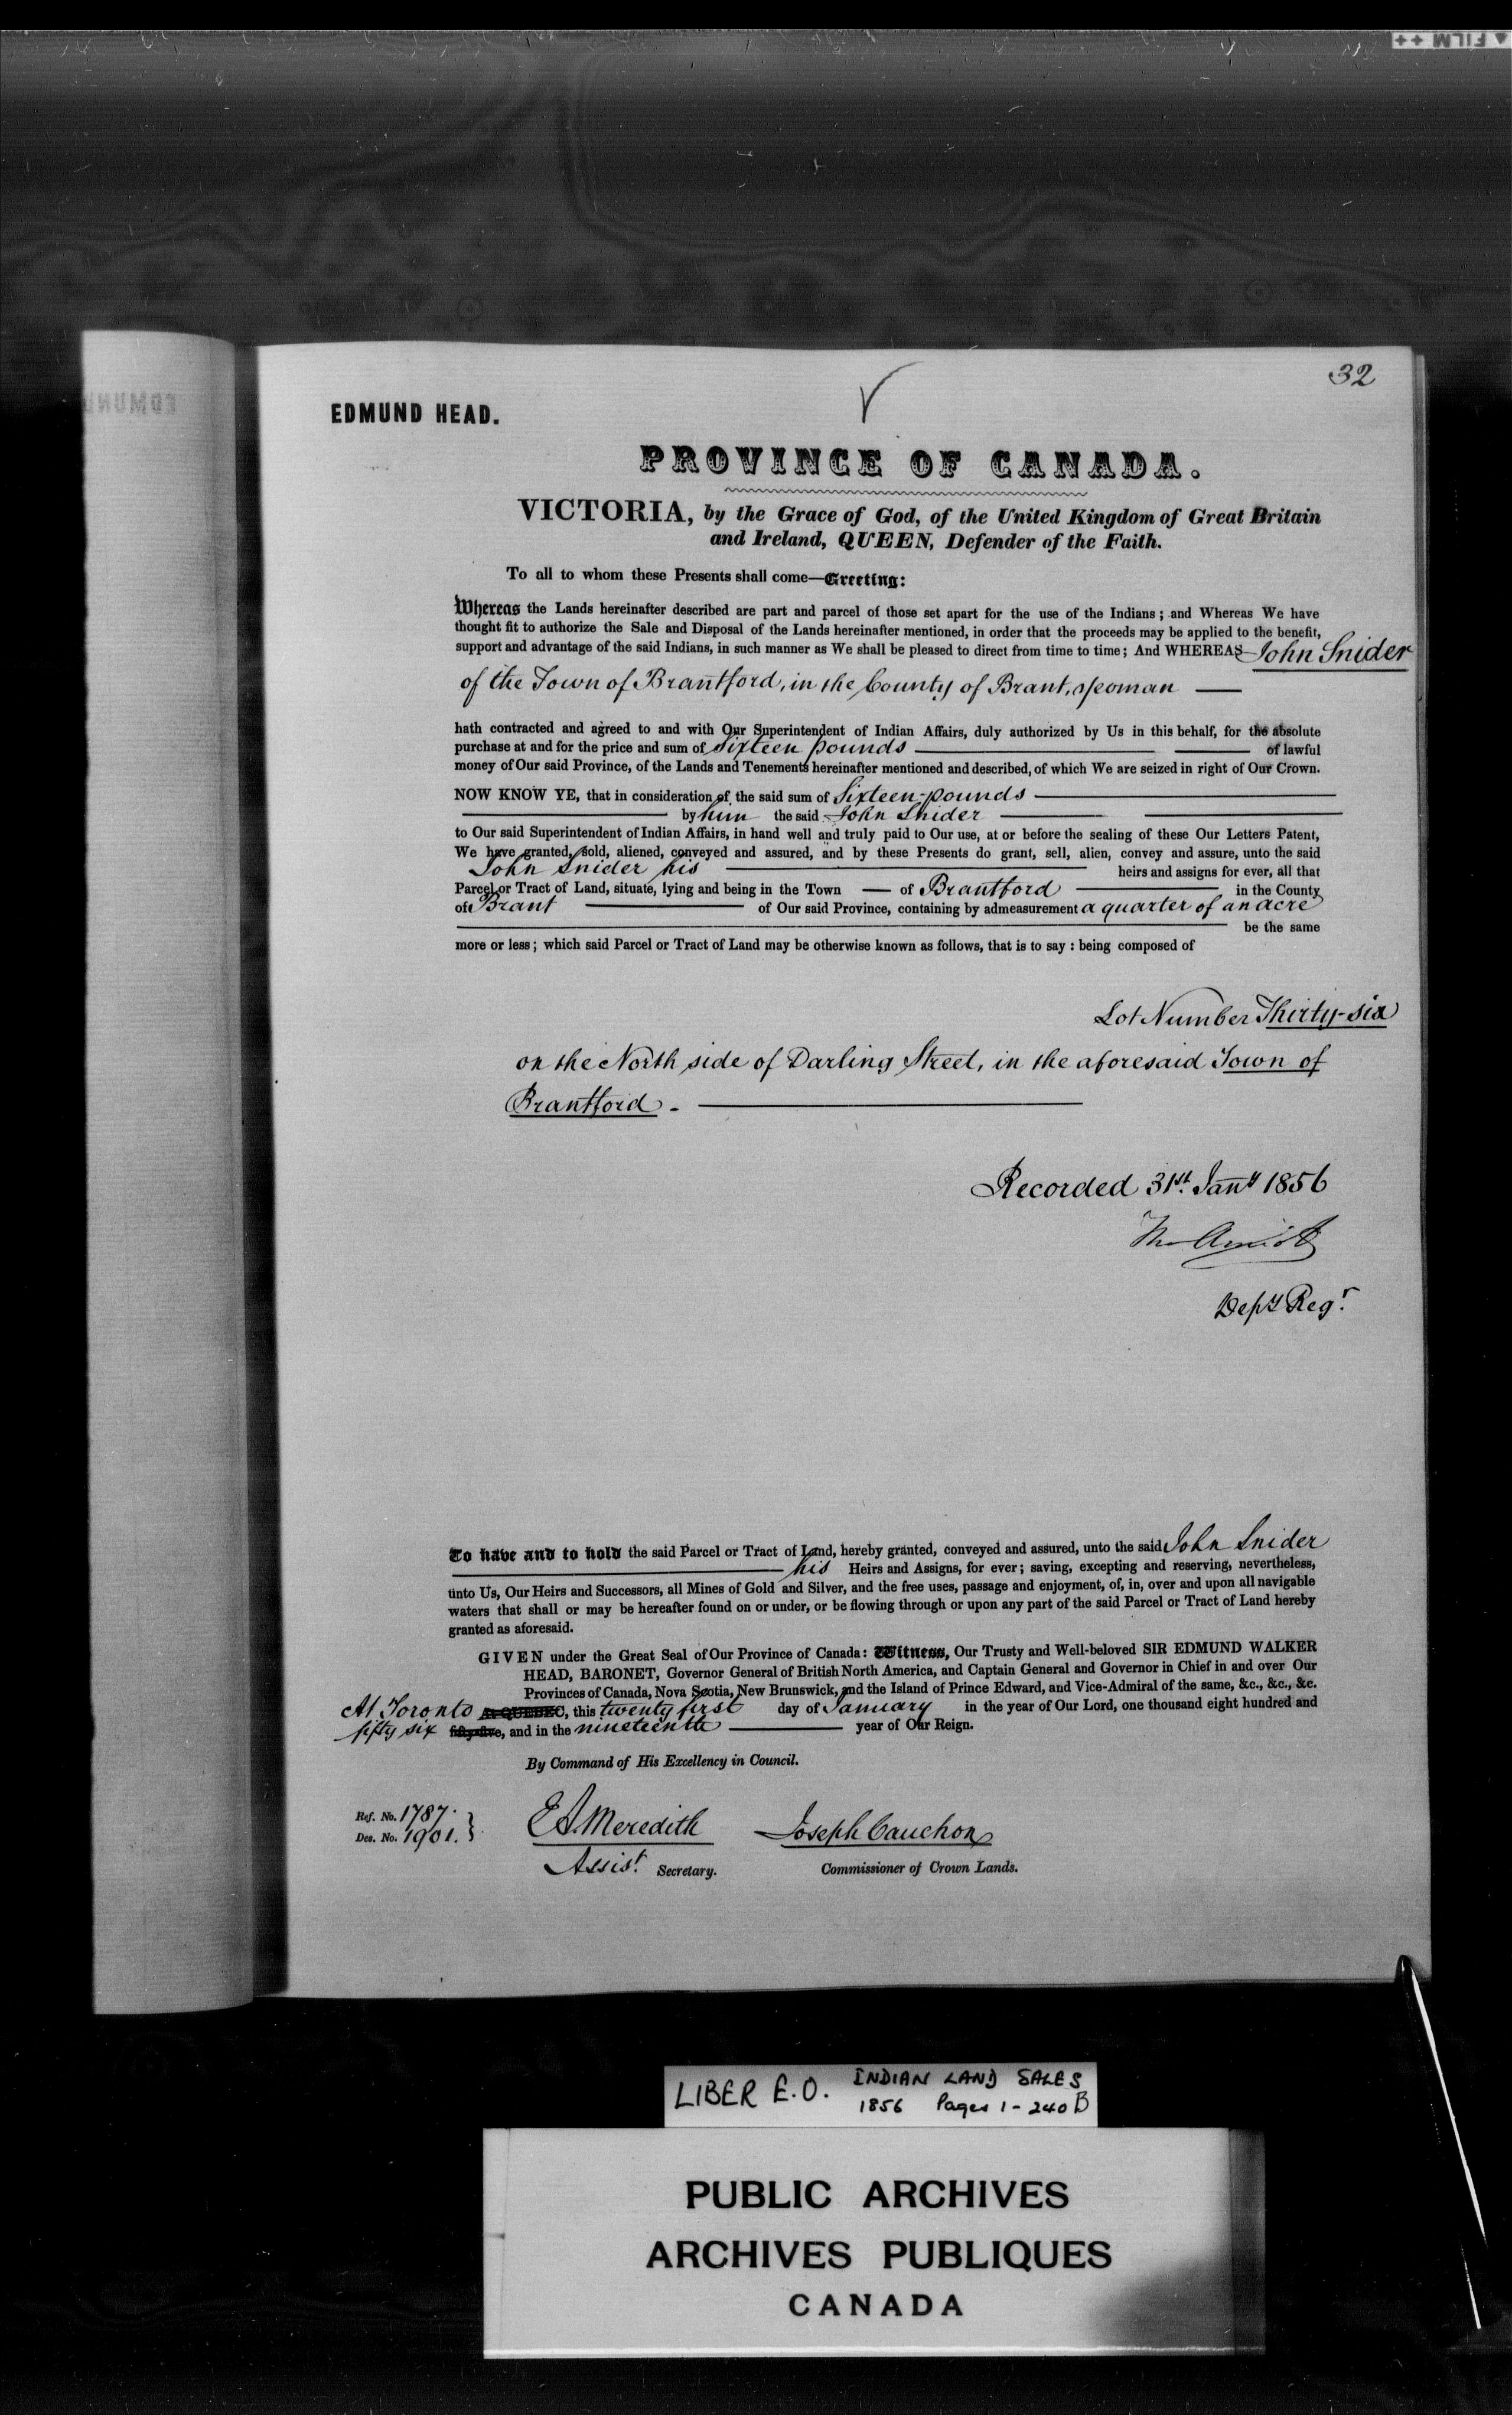 ▲ FILM ++
32
EDMUND HEAD.
PROVINCE OF CANADA.
VICTORIA, by the Grace of God, of the United Kingdom of Great Britain
and Ireland, QUEEN, Defender of the Faith.
To all to whom these Presents shall come—Greeting:
Whereas the Lands hereinafter described are part and parcel of those set apart for the use of the Indians; and Whereas We have
thought fit to authorize the Sale and Disposal of the Lands hereinafter mentioned, in order that the proceeds may be applied to the benefit,
support and advantage of the said Indians, in such manner as We shall be pleased to direct from time to time; And WHEREAS John Snider
of the Town of Brantford, in the County of Brant, yeoman —
hath contracted and agreed to and with Our Superintendent of Indian Affairs, duly authorized by Us in this behalf, for the absolute
purchase at and for the price and sum of Sixteen pounds — of lawful
money of Our said Province, of the Lands and Tenements hereinafter mentioned and described, of which We are seized in right of Our Crown.
NOW KNOW YE, that in consideration of the said sum of Sixteen-pounds —
— by him the said John Snider —
to Our said Superintendent of Indian Affairs, in hand well and truly paid to Our use, at or before the sealing of these Our Letters Patent,
We have granted, sold, aliened, conveyed and assured, and by these Presents do grant, sell, alien, convey and assure, unto the said
John Snider his — heirs and assigns for ever, all that
Parcel or Tract of Land, situate, lying and being in the Town — of Brantford — in the County
of Brant — of Our said Province, containing by admeasurement a quarter of an acre
— be the same
more or less; which said Parcel or Tract of Land may be otherwise known as follows, that is to say: being composed of
Lot Number Thirty-six
on the North side of Darling Street, in the aforesaid Town of
Brantford. —
Recorded 31st. Jany 1856
Depy Regr.
To have and to hold the said Parcel or Tract of Land, hereby granted, conveyed and assured, unto the said John Snider
— his Heirs and Assigns, for ever; saving, excepting and reserving, nevertheless,
unto Us, Our Heirs and Successors, all Mines of Gold and Silver, and the free uses, passage and enjoyment, of, in, over and upon all navigable
waters that shall or may be hereafter found on or under, or be flowing through or upon any part of the said Parcel or Tract of Land hereby
granted as aforesaid.
GIVEN under the Great Seal of Our Province of Canada: Witness, Our Trusty and Well-beloved SIR EDMUND WALKER
HEAD, BARONET, Governor General of British North America, and Captain General and Governor in Chief in and over Our
Provinces of Canada, Nova Scotia, New Brunswick, and the Island of Prince Edward, and Vice-Admiral of the same, &c., &c., &c.
At Toronto At QUEBEC, this twenty first day of January in the year of Our Lord, one thousand eight hundred and
fifty six fifty-five, and in the nineteenth — year of Our Reign.
By Command of His Excellency in Council.
Ref. No. 1787.
Des. No. 1901. }
E A Meredith
Assist. Secretary.
Joseph Cauchon
Commissioner of Crown Lands.
LIBER E.O. INDIAN LAND SALES
1856 Pages 1-240B
PUBLIC ARCHIVES
ARCHIVES PUBLIQUES
CANADA